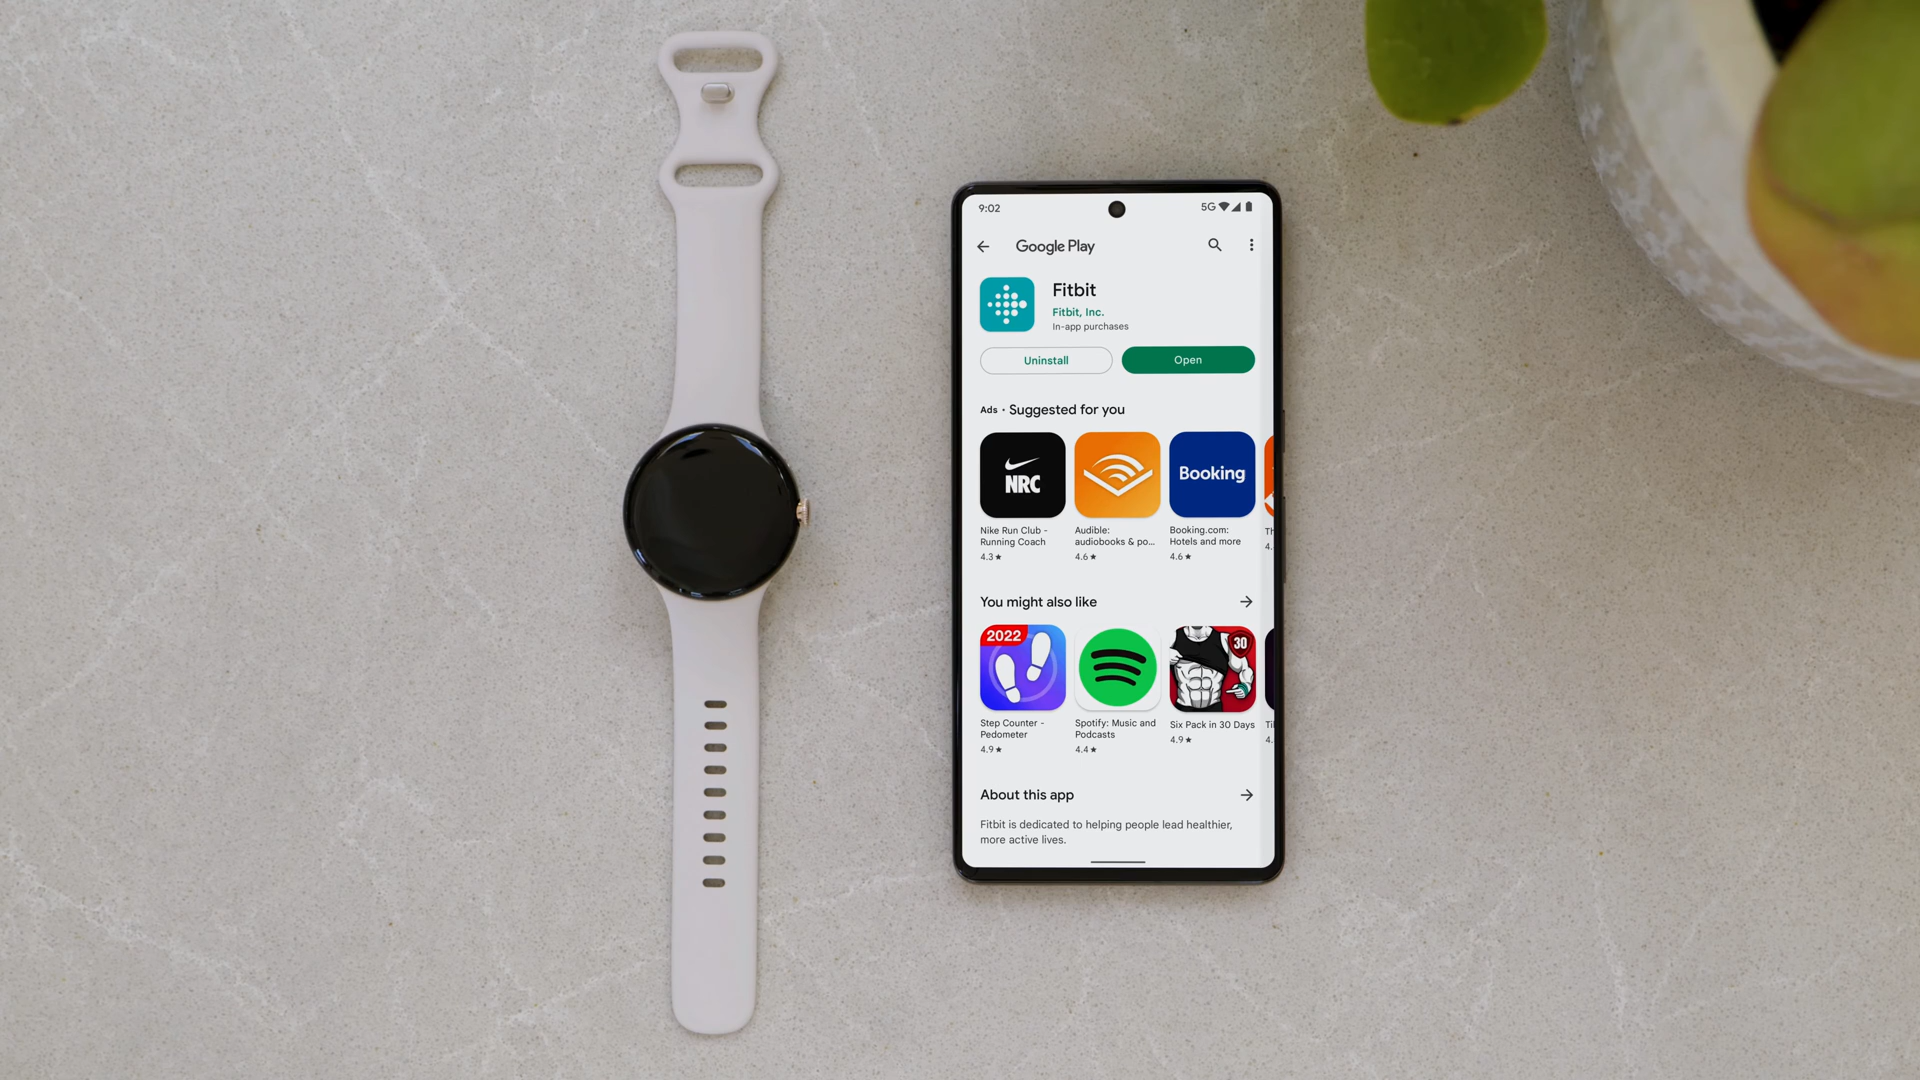 9:02
5G
Google Play
Fitbit
Fitbit, Inc.
In-app purchases
Uninstall
Open
Ads • Suggested for you
NRC
Booking
Nike Run Club -
Running Coach
4.3★
Audible:
audiobooks & po...
4.6★
Booking.com:
Hotels and more
4.6★
Th
4.
You might also like
2022
30
Step Counter -
Pedometer
4.9★
Spotify: Music and
Podcasts
4.4★
Six Pack in 30 Days
4.9★
4.
About this app
Fitbit is dedicated to helping people lead healthier,
more active lives.